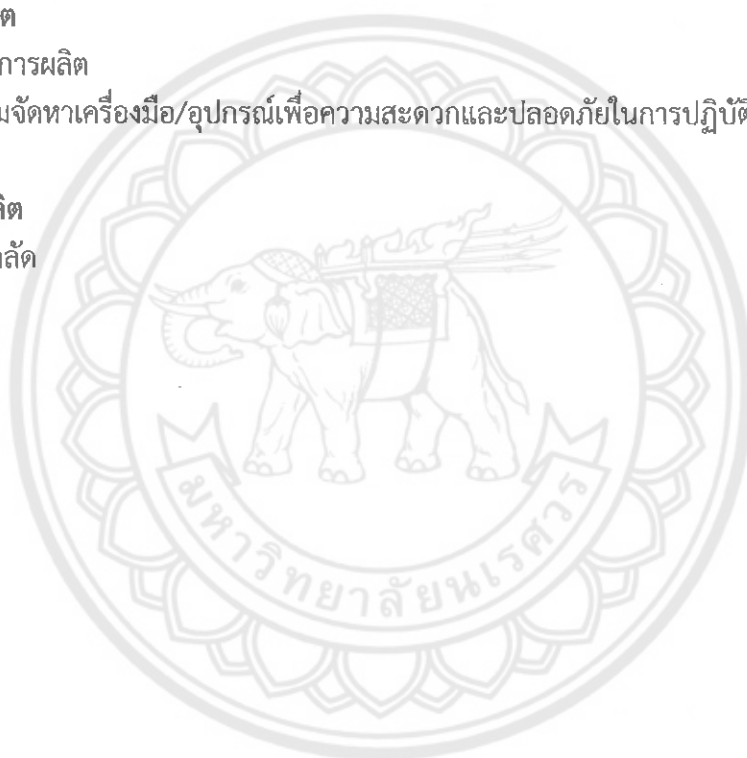 ต
การผลิต
มจัดหาเครื่องมือ/อุปกรณ์เพื่อความสะดวกและปลอดภัยในการปฏิบัติ
ลิต
ลัด
มหาวิทยาลัยนเรศวร